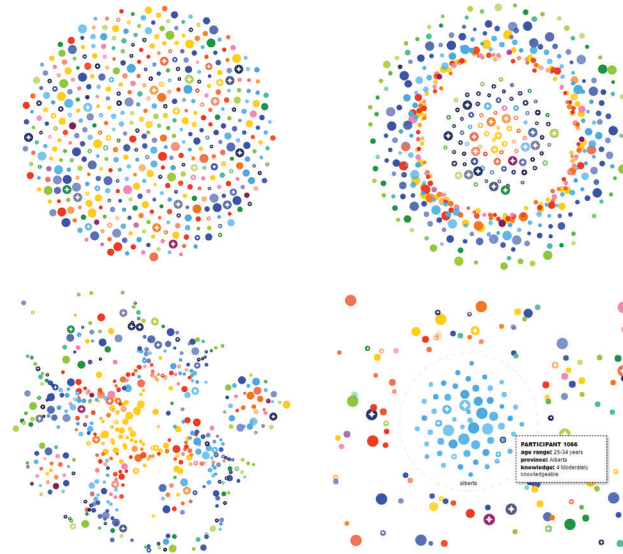 PARTICIPANT 1066
age range: 25-34 years
province: Alberta
knowledge: 4 Moderately
knowledgeable
Alberta